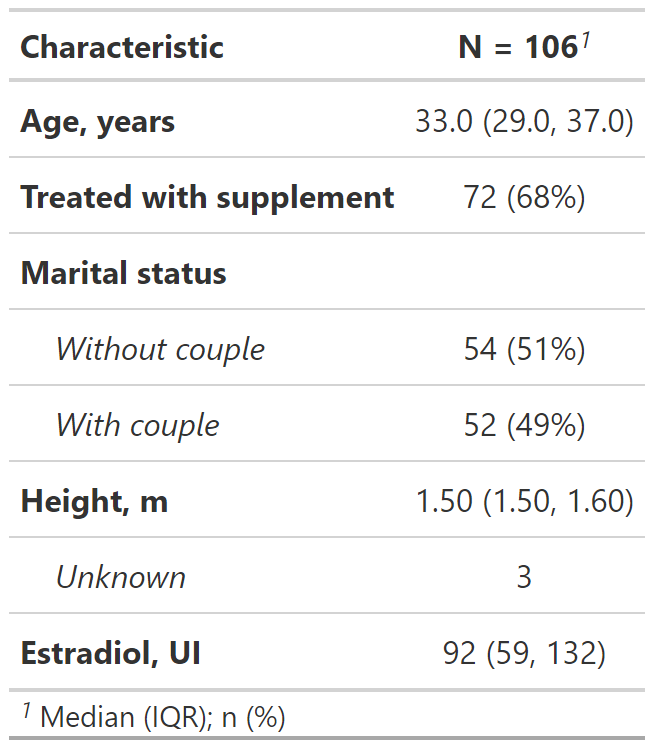 Characteristic N = 106¹
Age, years 33.0 (29.0, 37.0)
Treated with supplement 72 (68%)
Marital status
Without couple 54 (51%)
With couple 52 (49%)
Height, m 1.50 (1.50, 1.60)
Unknown 3
Estradiol, UI 92 (59, 132)
¹ Median (IQR); n (%)